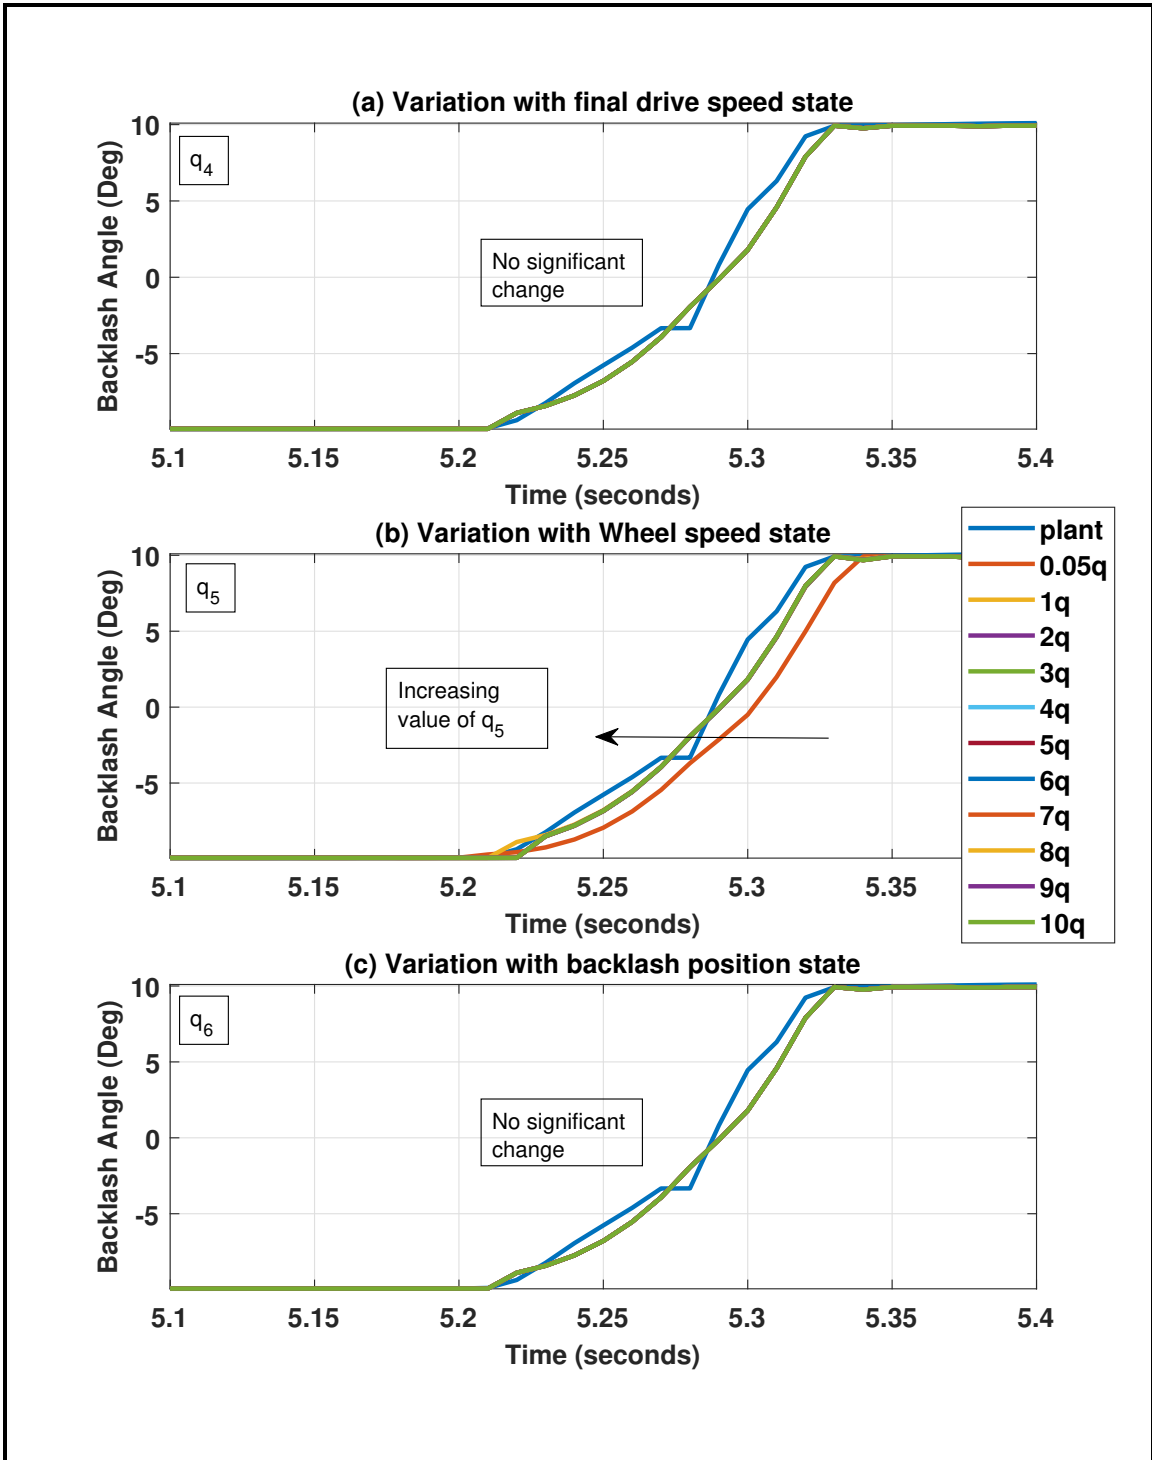 (a) Variation with final drive speed state
Backlash Angle (Deg)
10
5
0
-5
q4
No significant
change
5.1 5.15 5.2 5.25 5.3 5.35 5.4
Time (seconds)
(b) Variation with Wheel speed state
Backlash Angle (Deg)
10
5
0
-5
q5
Increasing
value of q5
5.1 5.15 5.2 5.25 5.3 5.35
Time (seconds)
plant
0.05q
1q
2q
3q
4q
5q
6q
7q
8q
9q
10q
(c) Variation with backlash position state
Backlash Angle (Deg)
10
5
0
-5
q6
No significant
change
5.1 5.15 5.2 5.25 5.3 5.35 5.4
Time (seconds)